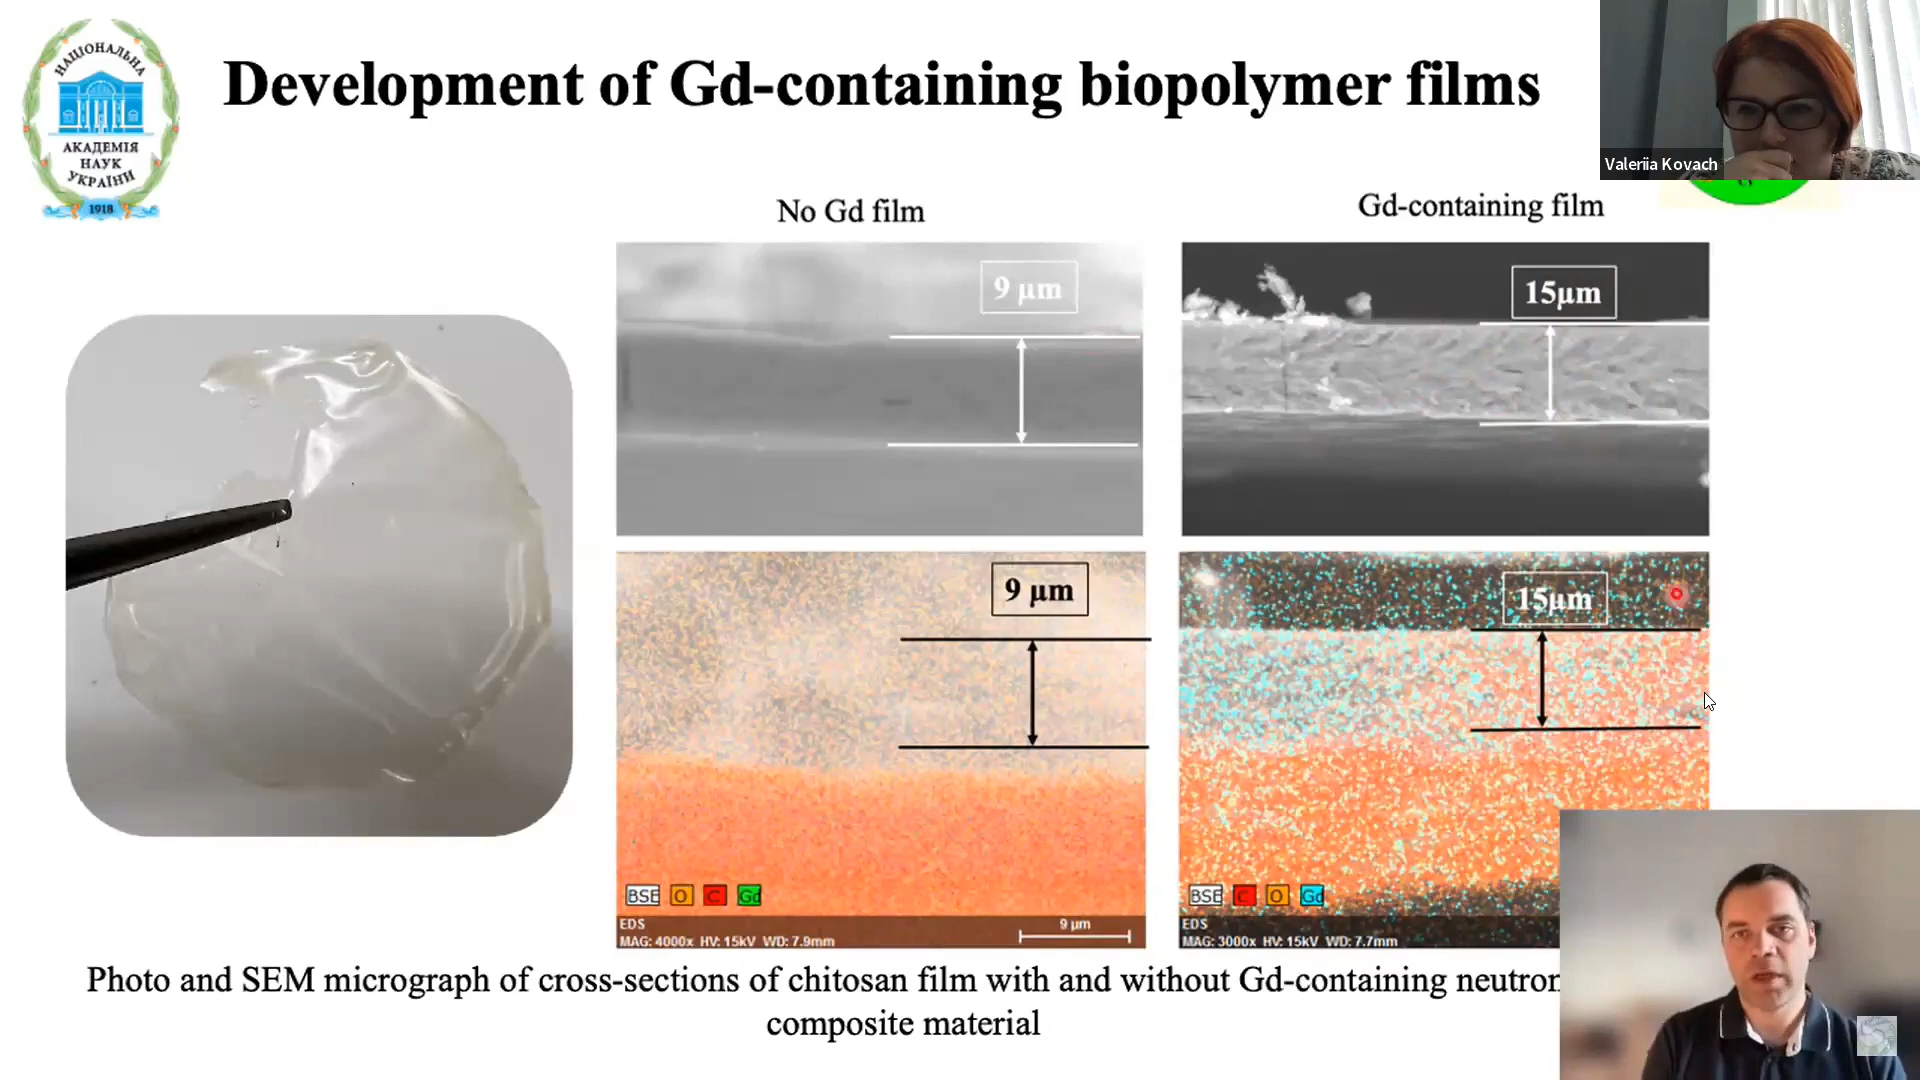 НАЦІОНАЛЬНА
АКАДЕМІЯ
НАУК
УКРАЇНИ
1918
Development of Gd-containing biopolymer films
Valeriia Kovach
No Gd film
Gd-containing film
9 μm
15μm
9 μm
15μm
BSE O C Gd
EDS
MAG: 4000x HV: 15kV WD: 7.9mm
9 μm
BSE C O Gd
EDS
MAG: 3000x HV: 15kV WD: 7.7mm
Photo and SEM micrograph of cross-sections of chitosan film with and without Gd-containing neutron
composite material